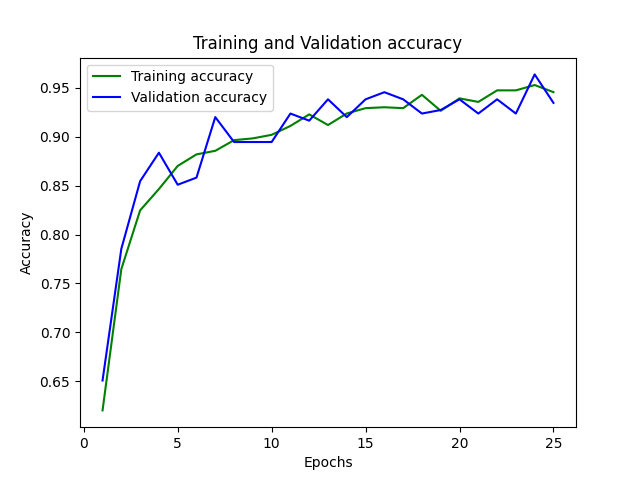 Training and Validation accuracy
Training accuracy
Validation accuracy
0.95
0.90
0.85
0.80
0.75
0.70
0.65
Accuracy
0
5
10
15
20
25
Epochs